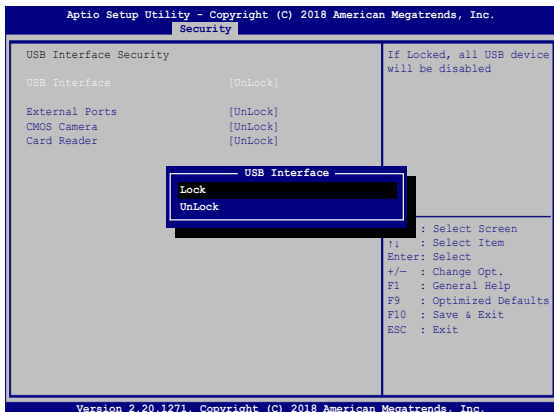 Aptio Setup Utility - Copyright (C) 2018 American Megatrends, Inc.
Security
USB Interface Security
USB Interface [UnLock]
External Ports [UnLock]
CMOS Camera [UnLock]
Card Reader [UnLock]
If Locked, all USB device
will be disabled
USB Interface
Lock
UnLock
: Select Screen
↑↓ : Select Item
Enter: Select
+/— : Change Opt.
F1 : General Help
F9 : Optimized Defaults
F10 : Save & Exit
ESC : Exit
Version 2.20.1271. Copyright (C) 2018 American Megatrends, Inc.